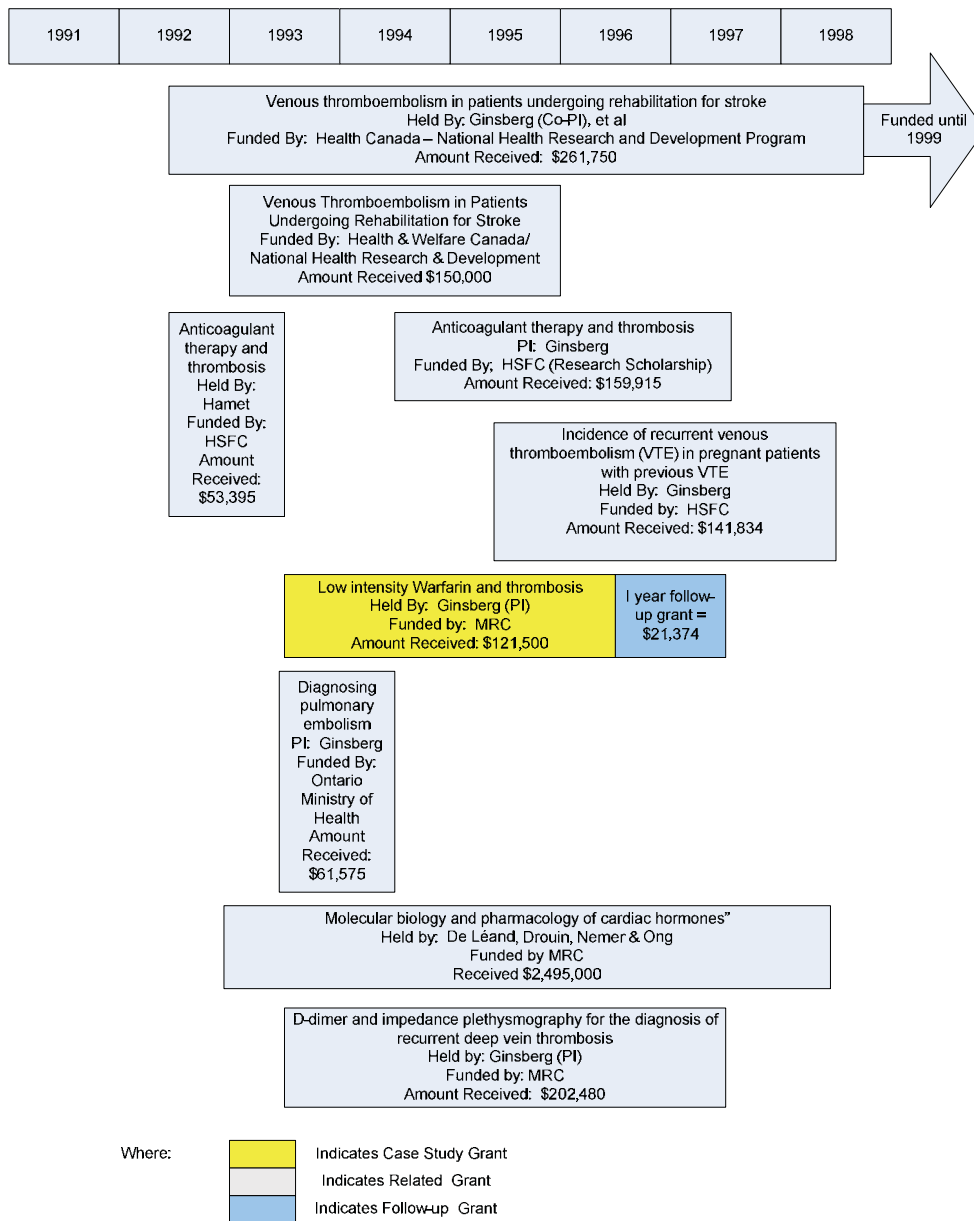 1991 1992 1993 1994 1995 1996 1997 1998
Venous thromboembolism in patients undergoing rehabilitation for stroke
Held By: Ginsberg (Co-PI), et al
Funded By: Health Canada – National Health Research and Development Program
Amount Received: $261,750
Funded until
1999
Venous Thromboembolism in Patients
Undergoing Rehabilitation for Stroke
Funded By: Health & Welfare Canada/
National Health Research & Development
Amount Received $150,000
Anticoagulant
therapy and
thrombosis
Held By:
Hamet
Funded By:
HSFC
Amount
Received:
$53,395
Anticoagulant therapy and thrombosis
PI: Ginsberg
Funded By; HSFC (Research Scholarship)
Amount Received: $159,915
Incidence of recurrent venous
thromboembolism (VTE) in pregnant patients
with previous VTE
Held By: Ginsberg
Funded by: HSFC
Amount Received: $141,834
Low intensity Warfarin and thrombosis
Held By: Ginsberg (PI)
Funded by: MRC
Amount Received: $121,500
I year follow-
up grant =
$21,374
Diagnosing
pulmonary
embolism
PI: Ginsberg
Funded By:
Ontario
Ministry of
Health
Amount
Received:
$61,575
Molecular biology and pharmacology of cardiac hormones”
Held by: De Léand, Drouin, Nemer & Ong
Funded by MRC
Received $2,495,000
D-dimer and impedance plethysmography for the diagnosis of
recurrent deep vein thrombosis
Held by: Ginsberg (PI)
Funded by: MRC
Amount Received: $202,480
Where:
Indicates Case Study Grant
Indicates Related Grant
Indicates Follow-up Grant